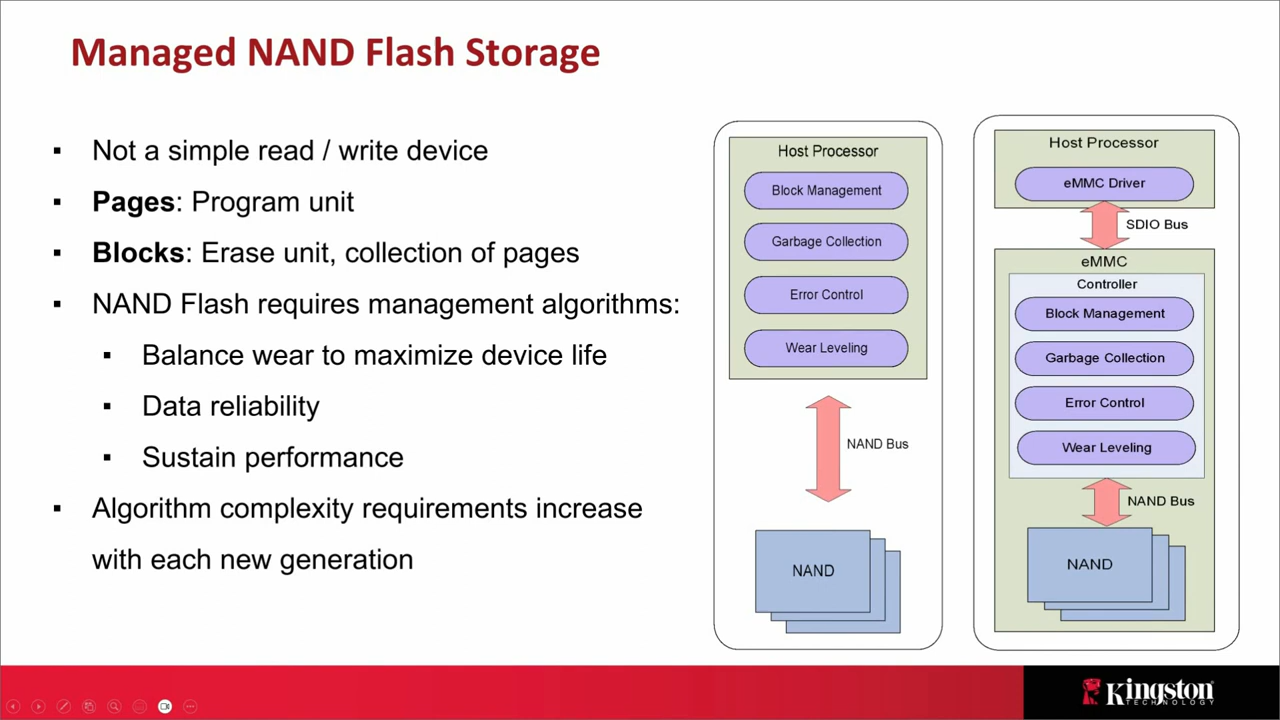 Managed NAND Flash Storage
▪ Not a simple read / write device
▪ Pages: Program unit
▪ Blocks: Erase unit, collection of pages
▪ NAND Flash requires management algorithms:
▪ Balance wear to maximize device life
▪ Data reliability
▪ Sustain performance
▪ Algorithm complexity requirements increase
with each new generation
Host Processor
Block Management
Garbage Collection
Error Control
Wear Leveling
NAND Bus
NAND
Host Processor
eMMC Driver
SDIO Bus
eMMC
Controller
Block Management
Garbage Collection
Error Control
Wear Leveling
NAND Bus
NAND
Kingston
TECHNOLOGY